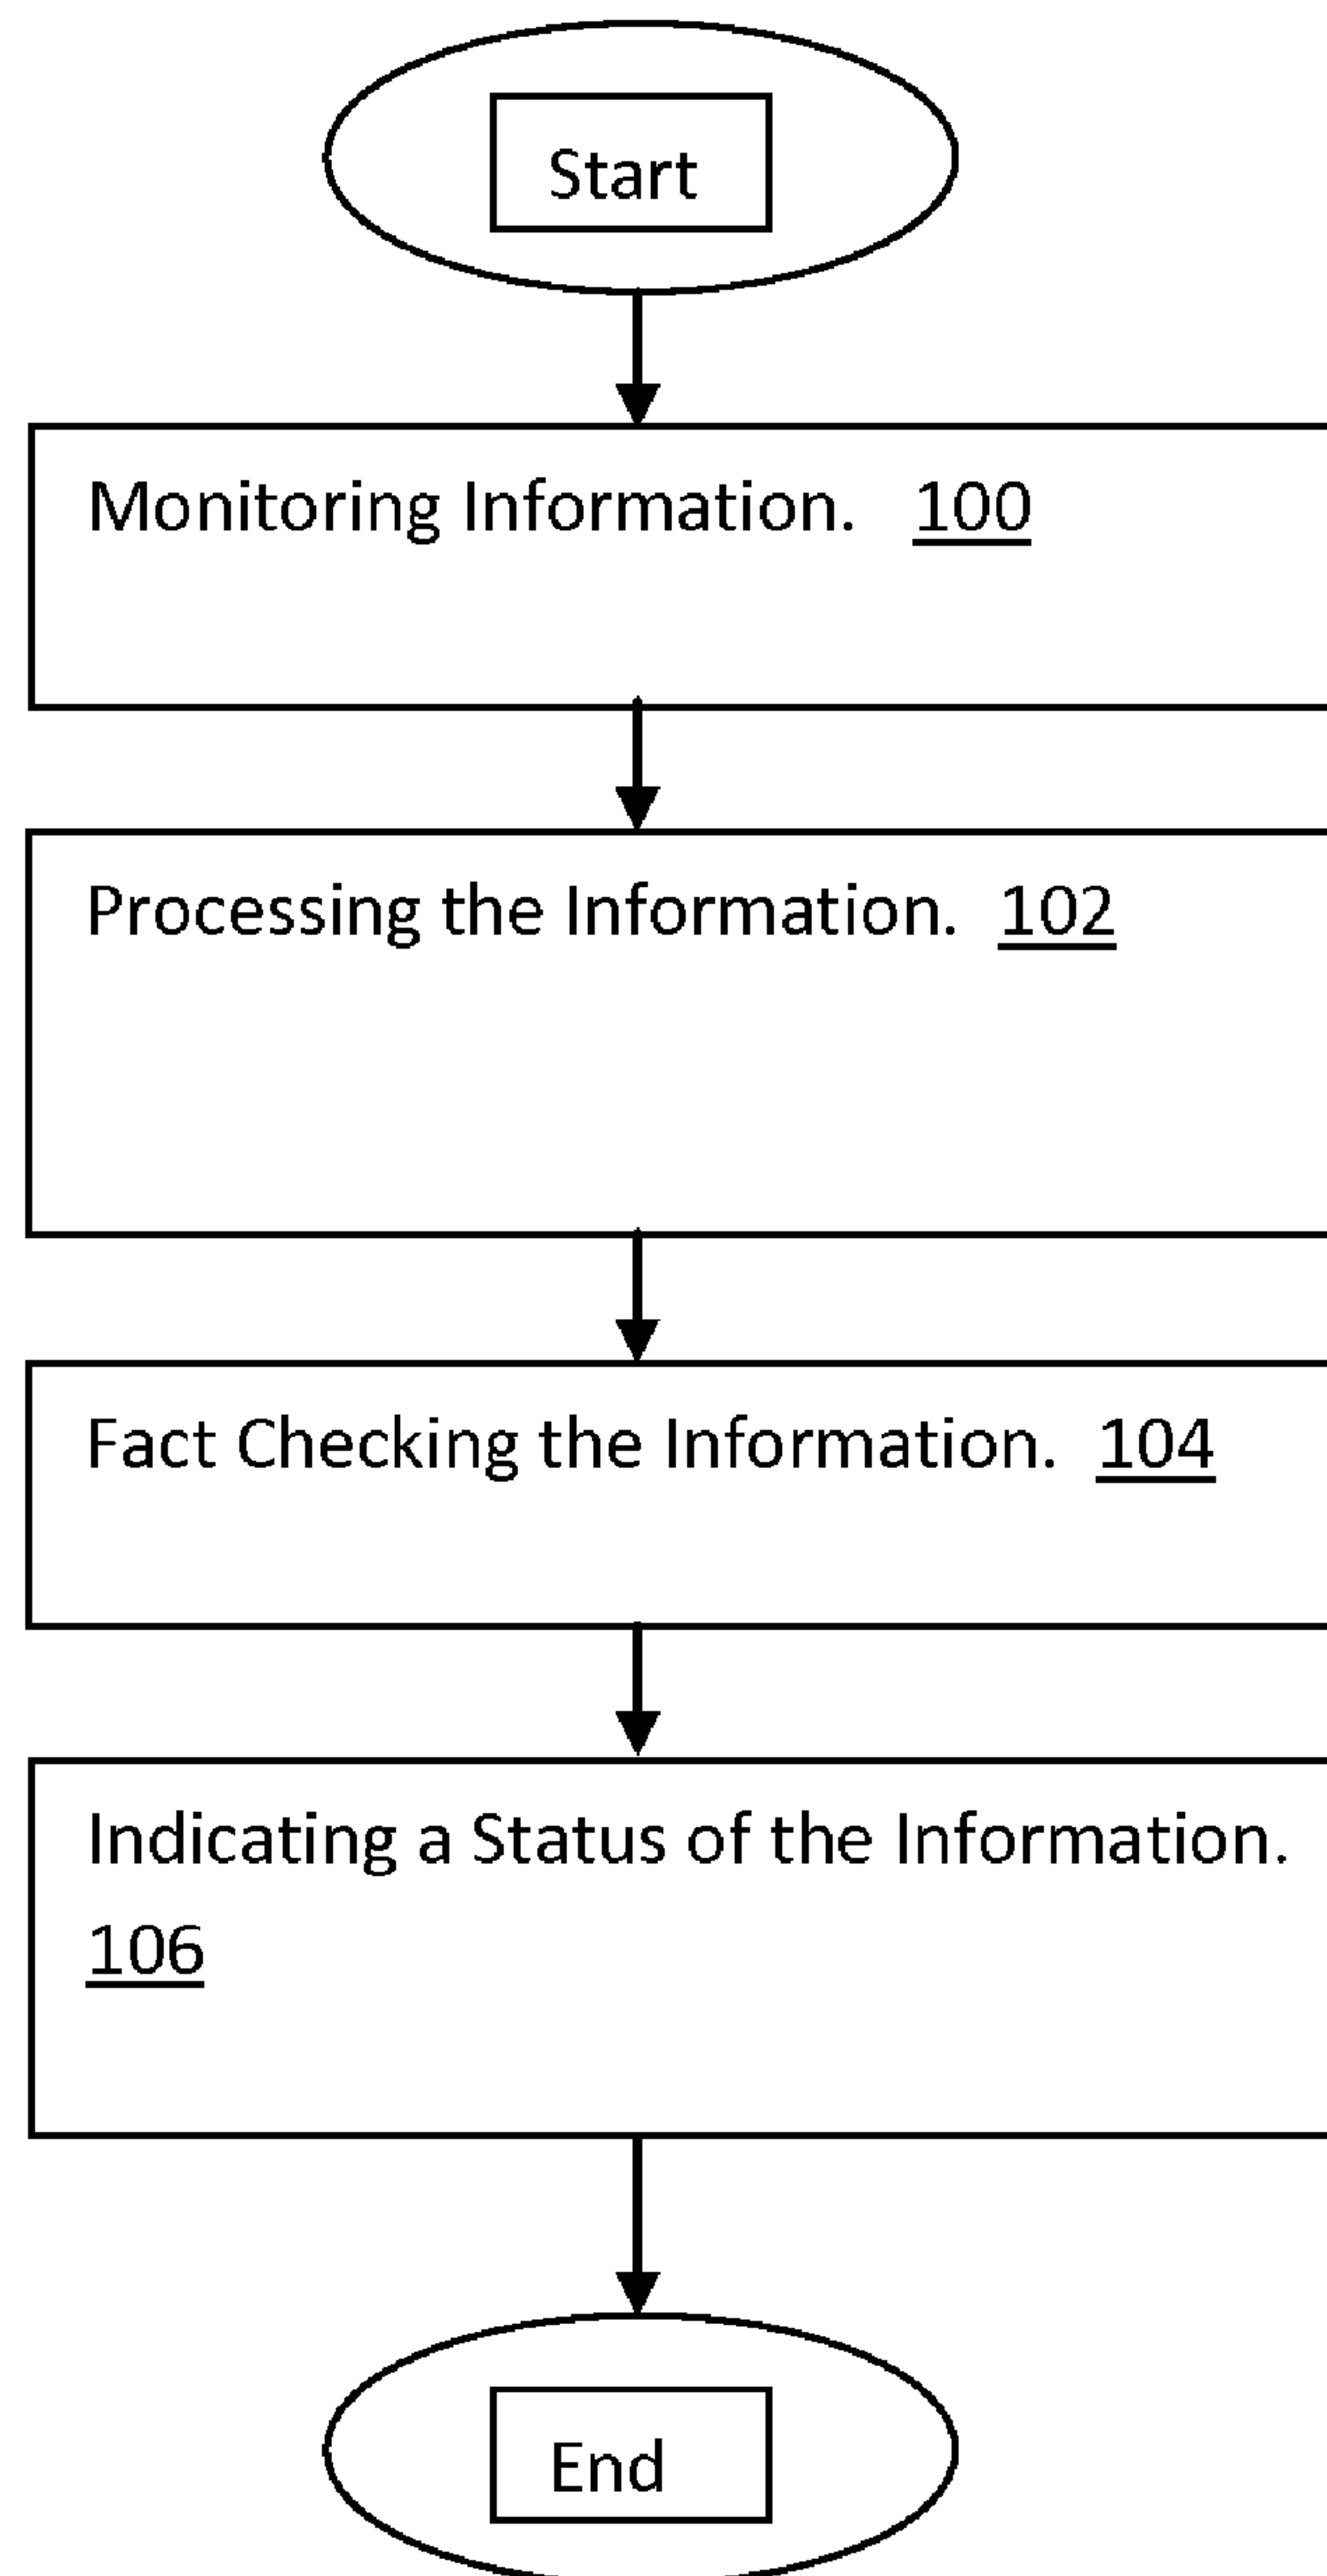 Start
Monitoring Information. 100
Processing the Information. 102
Fact Checking the Information. 104
Indicating a Status of the Information.
106
End